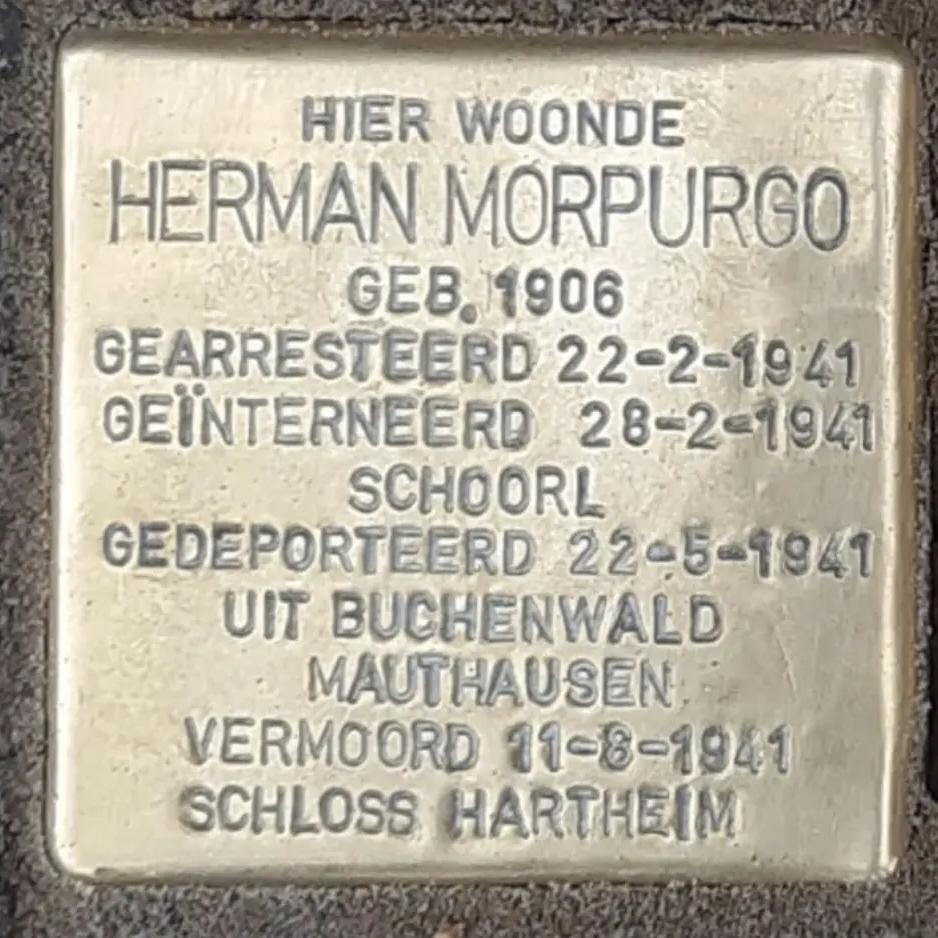 HIER WOONDE
HERMAN MORPURGO
GEB. 1906
GEARRESTEERD 22-2-1941
GEÏNTERNEERD 28-2-1941
SCHOORL
GEDEPORTEERD 22-5-1941
UIT BUCHENWALD
MAUTHAUSEN
VERMOORD 11-8-1941
SCHLOSS HARTHEIM